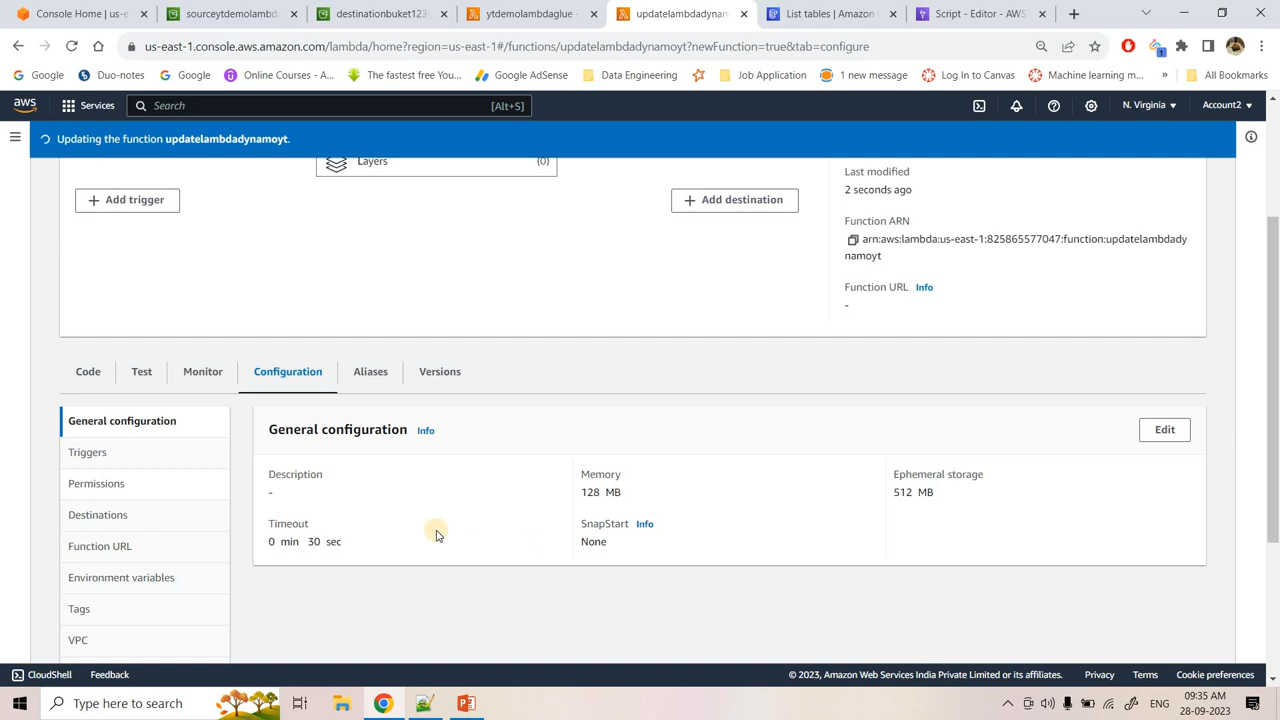 Console Home | us-e
sourceytdemolambd
destinationbuket123
ytdemolambdaglue -
updatelambdadynam
List tables | Amazon
Script - Editor - AWS
us-east-1.console.aws.amazon.com/lambda/home?region=us-east-1#/functions/updatelambdadynamoyt?newFunction=true&tab=configure
Google
Duo-notes
Google
Online Courses - A...
The fastest free You...
Google AdSense
Data Engineering
Job Application
1 new message
Log In to Canvas
Machine learning m...
»
All Bookmarks
aws
Services
Search
[Alt+S]
N. Virginia
Account2
Updating the function updatelambdadynamoyt.
Layers
(0)
Add trigger
Add destination
Last modified
2 seconds ago
Function ARN
arn:aws:lambda:us-east-1:825865577047:function:updatelambdady
namoyt
Function URL Info
-
Code
Test
Monitor
Configuration
Aliases
Versions
General configuration
Triggers
Permissions
Destinations
Function URL
Environment variables
Tags
VPC
General configuration Info
Edit
Description
-
Memory
128 MB
Ephemeral storage
512 MB
Timeout
0 min 30 sec
SnapStart Info
None
CloudShell
Feedback
© 2023, Amazon Web Services India Private Limited or its affiliates.
Privacy
Terms
Cookie preferences
Type here to search
ENG
09:35 AM
28-09-2023